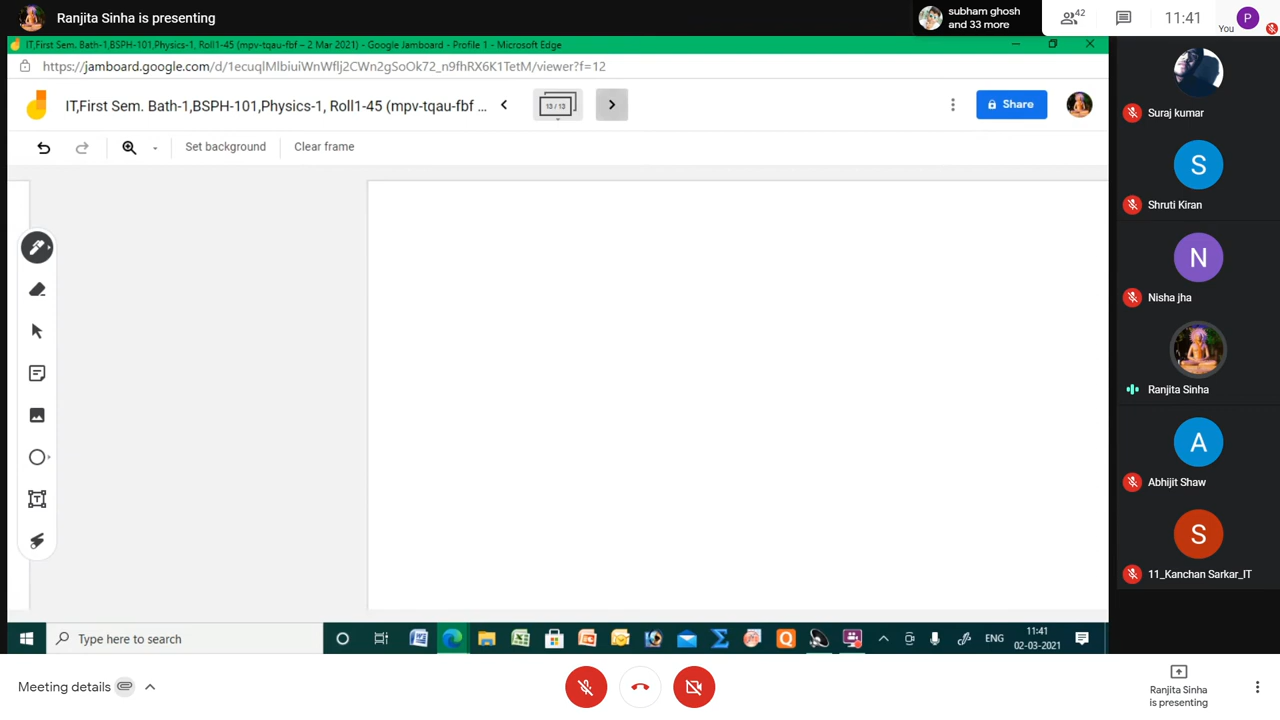 Ranjita Sinha is presenting
subham ghosh
and 33 more
42
11:41
You
P
IT,First Sem. Bath-1,BSPH-101,Physics-1, Roll1-45 (mpv-tqau-fbf – 2 Mar 2021) - Google Jamboard - Profile 1 - Microsoft Edge
https://jamboard.google.com/d/1ecuqlMlbiuiWnWflj2CWn2gSoOk72_n9fhRX6K1TetM/viewer?f=12
IT,First Sem. Bath-1,BSPH-101,Physics-1, Roll1-45 (mpv-tqau-fbf ...
13 / 13
Share
Set background
Clear frame
Suraj kumar
S
Shruti Kiran
N
Nisha jha
Ranjita Sinha
A
Abhijit Shaw
S
11_Kanchan Sarkar_IT
Type here to search
ENG
11:41
02-03-2021
Meeting details
Ranjita Sinha
is presenting